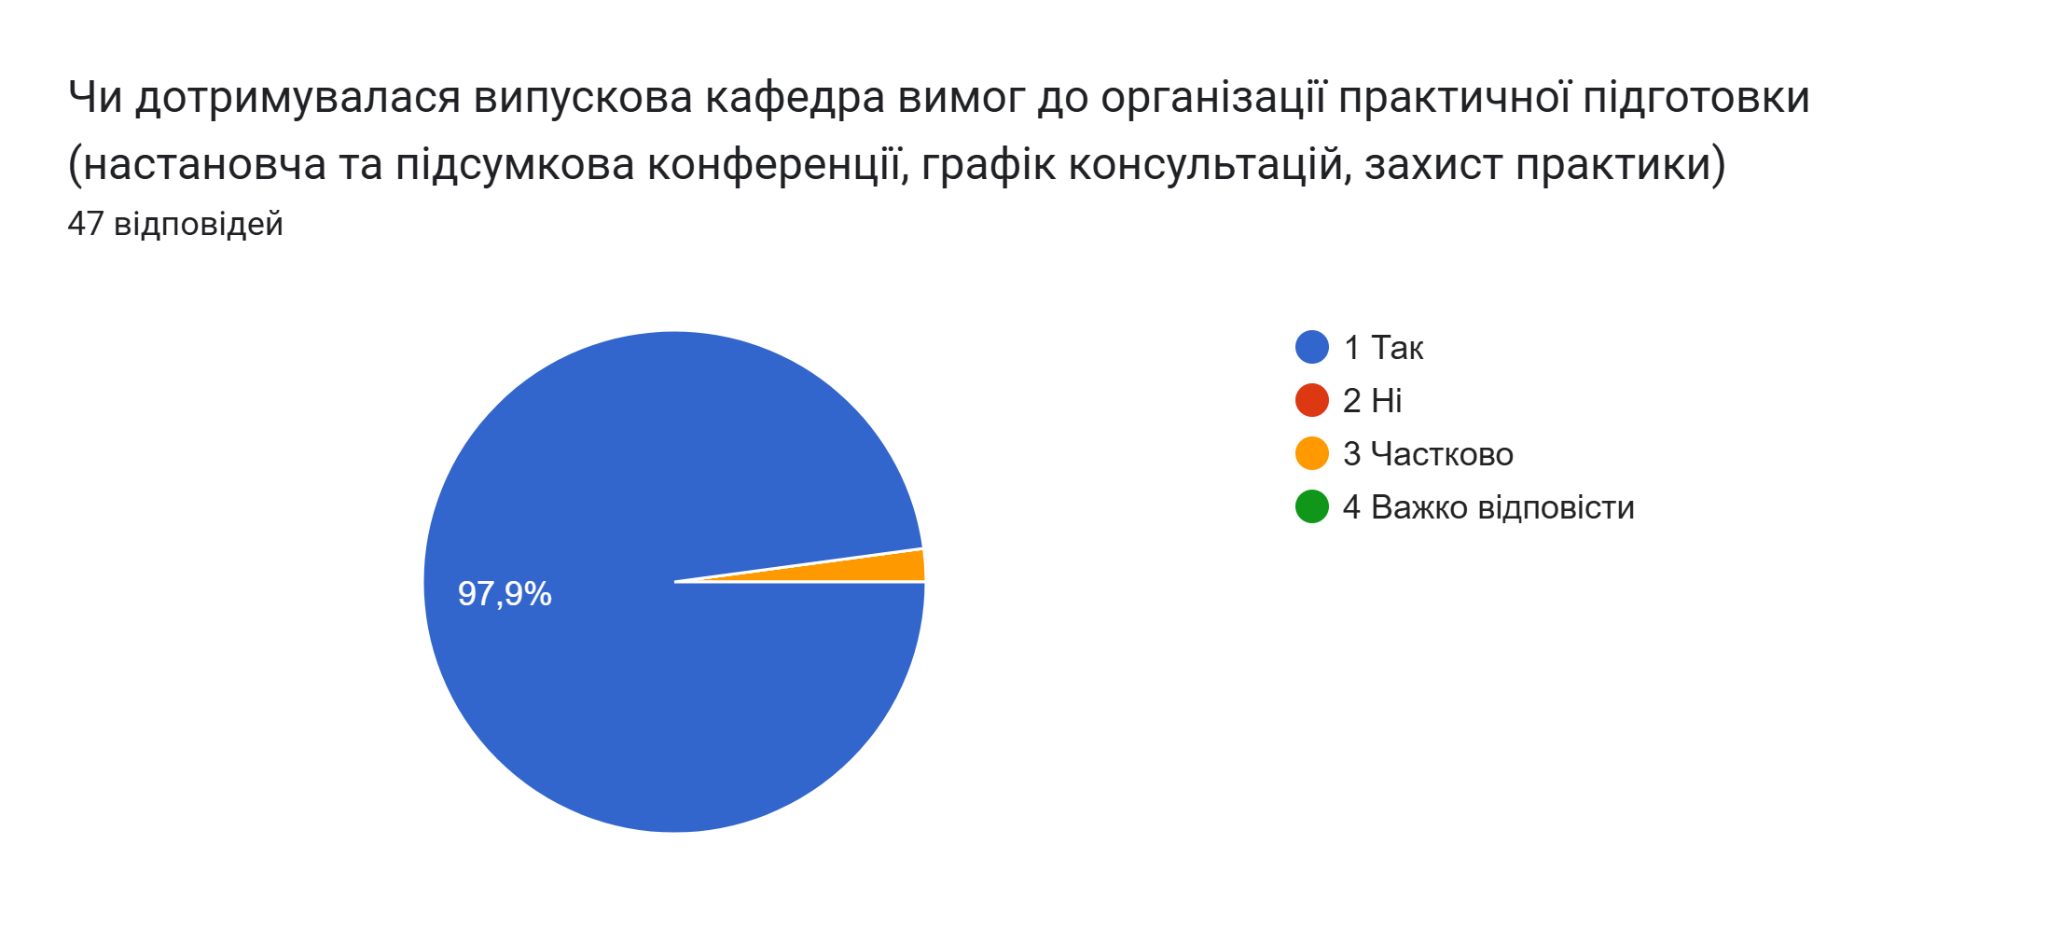 Чи дотримувалася випускова кафедра вимог до організації практичної підготовки
(настановча та підсумкова конференції, графік консультацій, захист практики)
47 відповідей
1 Так
2 Ні
3 Частково
4 Важко відповісти
97,9%